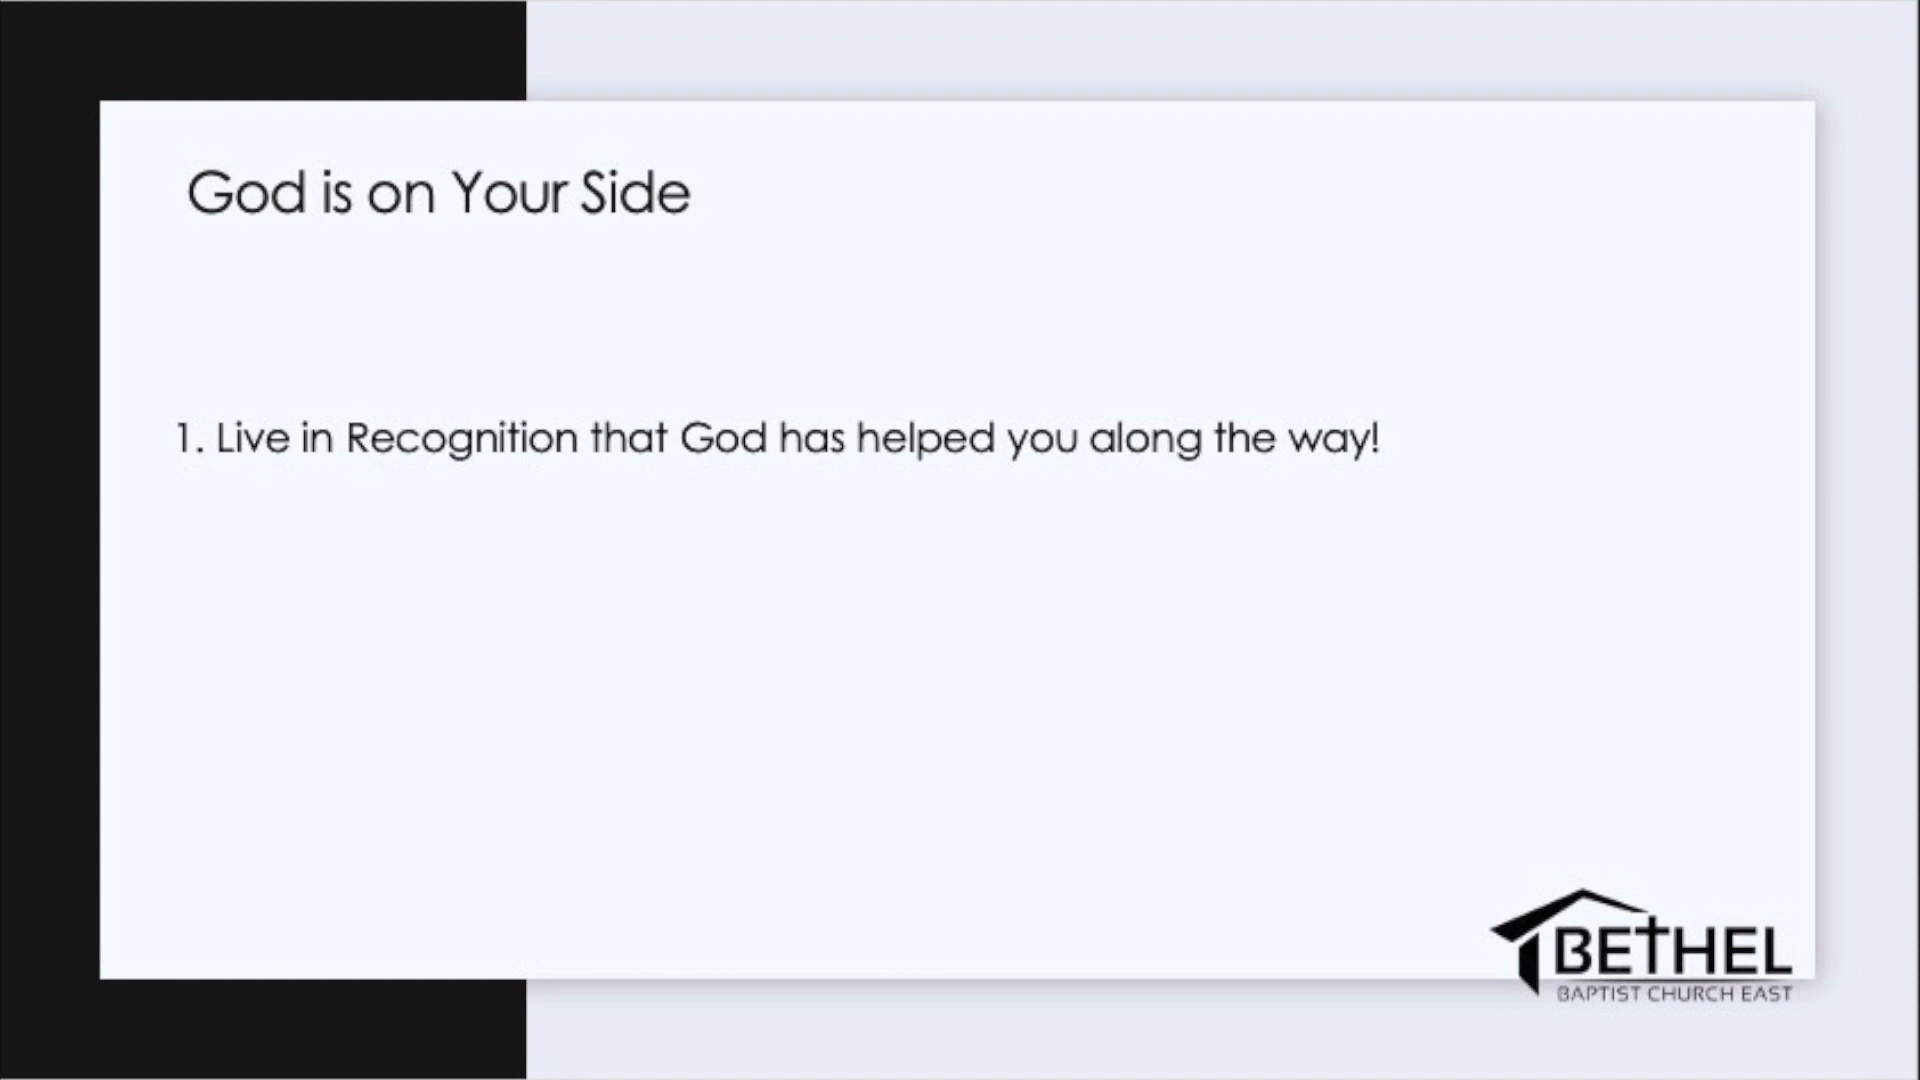 God is on Your Side
1. Live in Recognition that God has helped you along the way!
BETHEL
BAPTIST CHURCH EAST